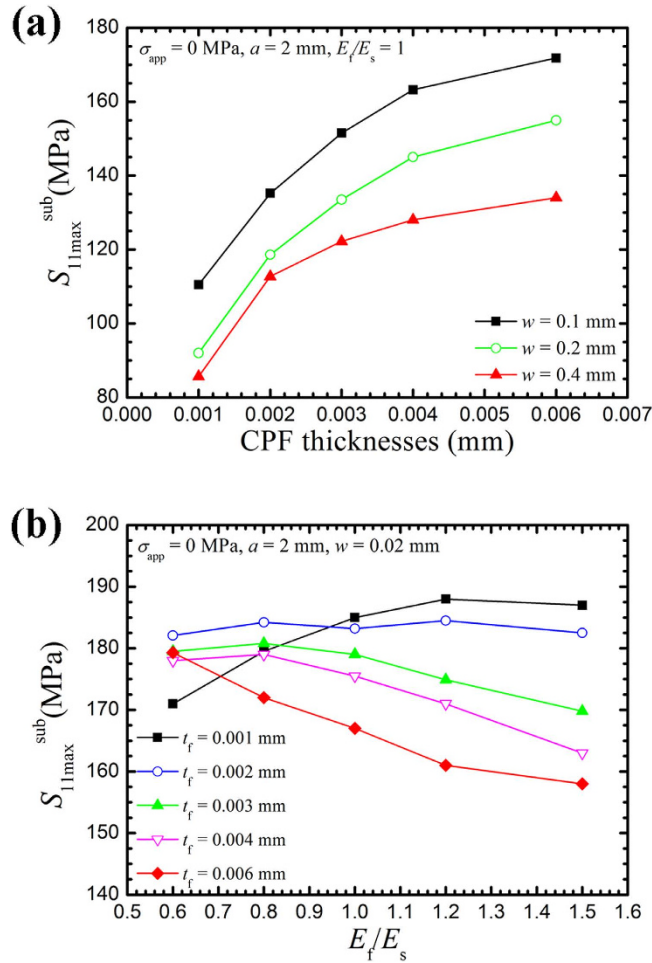 (a)
σapp = 0 MPa, a = 2 mm, Ef/Es = 1
180
160
140
120
100
80
S11maxsub(MPa)
w = 0.1 mm
w = 0.2 mm
w = 0.4 mm
0.000 0.001 0.002 0.003 0.004 0.005 0.006 0.007
CPF thicknesses (mm)
(b)
σapp = 0 MPa, a = 2 mm, w = 0.02 mm
200
190
180
170
160
150
140
S11maxsub(MPa)
tf = 0.001 mm
tf = 0.002 mm
tf = 0.003 mm
tf = 0.004 mm
tf = 0.006 mm
0.5 0.6 0.7 0.8 0.9 1.0 1.1 1.2 1.3 1.4 1.5 1.6
Ef/Es